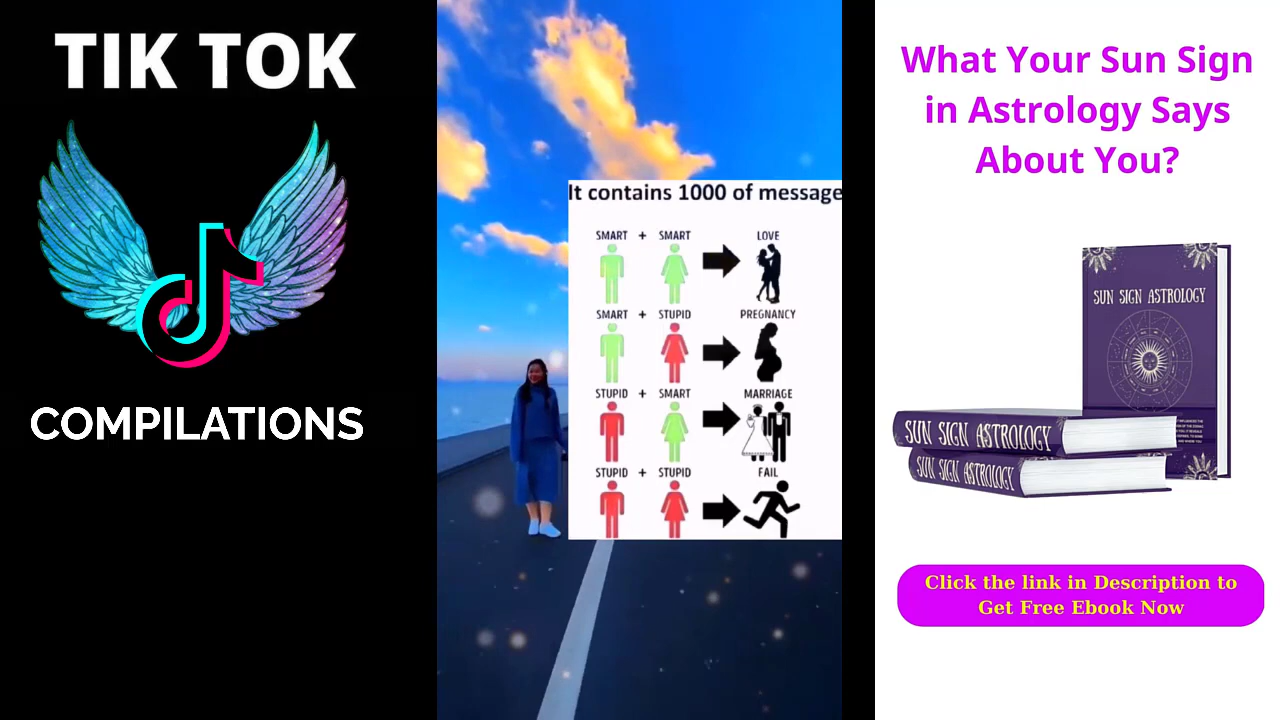 TIK TOK
COMPILATIONS
It contains 1000 of message
SMART + SMART
LOVE
SMART + STUPID
PREGNANCY
STUPID + SMART
MARRIAGE
STUPID + STUPID
FAIL
What Your Sun Sign
in Astrology Says
About You?
SUN SIGN ASTROLOGY
SUN SIGN ASTROLOGY
SUN SIGN ASTROLOGY
Click the link in Description to
Get Free Ebook Now